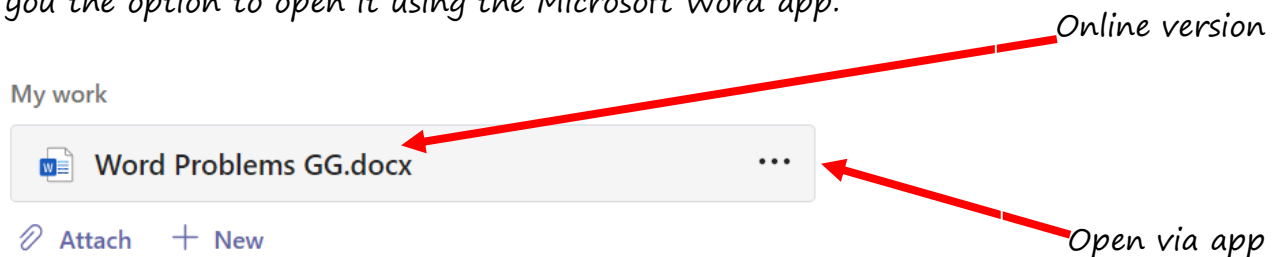 you the option to open it using the Microsoft Word app.
Online version
My work
Word Problems GG.docx
Attach + New
Open via app